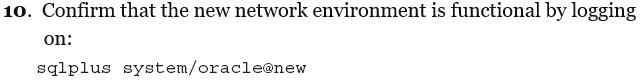 10. Confirm that the new network environment is functional by logging
on:
sqlplus system/oracle@new